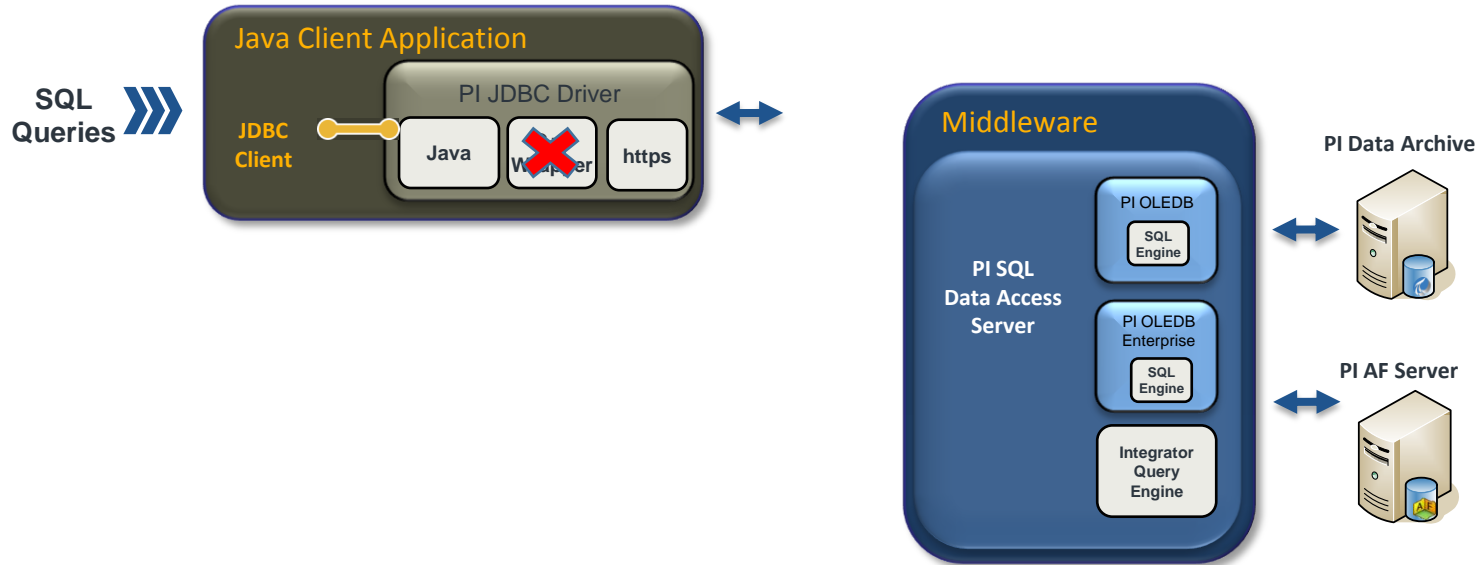 Java Client Application
SQL
Queries
PI JDBC Driver
JDBC
Client
Java
https
Middleware
PI SQL
Data Access
Server
PI OLEDB
SQL
Engine
PI OLEDB
Enterprise
SQL
Engine
Integrator
Query
Engine
PI Data Archive
PI AF Server
AF